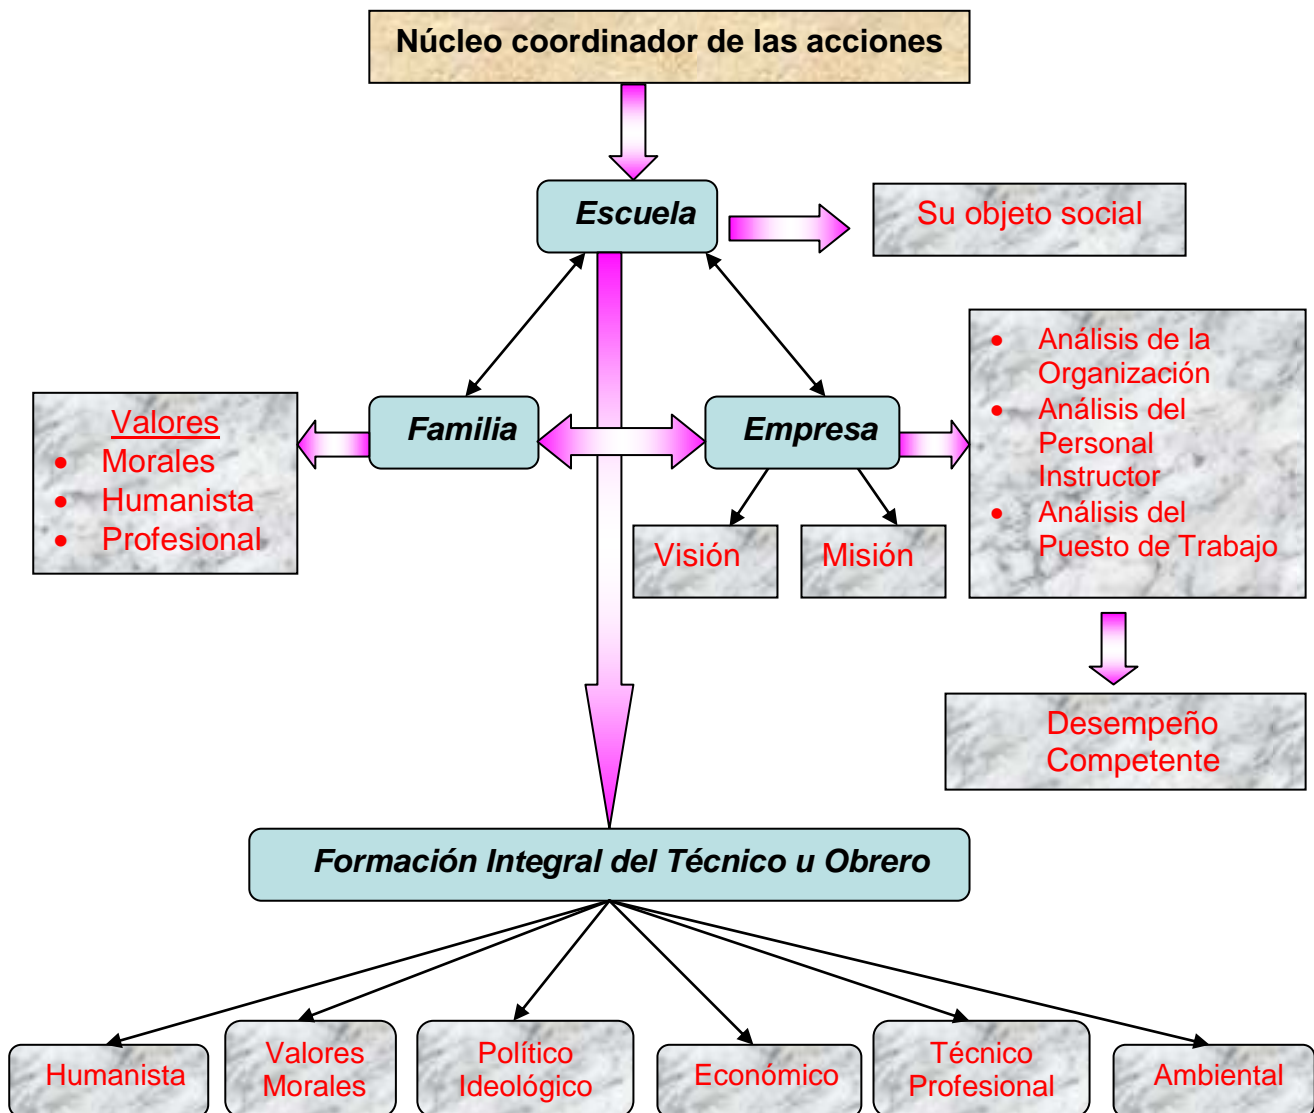 Núcleo coordinador de las acciones
Escuela
Su objeto social
Valores
• Morales
• Humanista
• Profesional
Familia
Empresa
• Análisis de la
Organización
• Análisis del
Personal
Instructor
• Análisis del
Puesto de Trabajo
Visión
Misión
Desempeño
Competente
Formación Integral del Técnico u Obrero
Humanista
Valores
Morales
Político
Ideológico
Económico
Técnico
Profesional
Ambiental